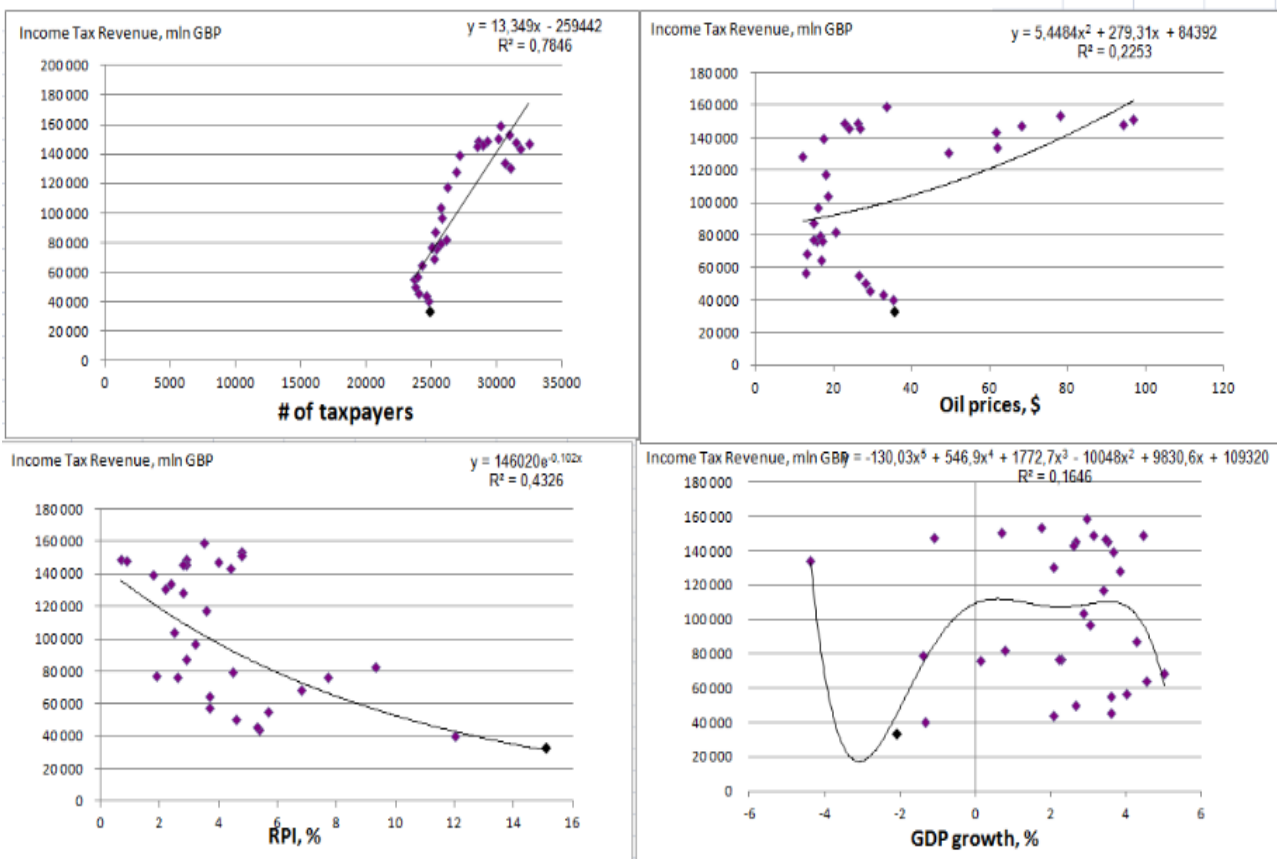 Income Tax Revenue, mln GBP
y = 13,349x - 259442
R² = 0,7846
200 000
180 000
160 000
140 000
120 000
100 000
80 000
60 000
40 000
20 000
0
0 5000 10000 15000 20000 25000 30000 35000
# of taxpayers
Income Tax Revenue, mln GBP
y = 5,4484x² + 279,31x + 84392
R² = 0,2253
180 000
160 000
140 000
120 000
100 000
80 000
60 000
40 000
20 000
0
0 20 40 60 80 100 120
Oil prices, $
Income Tax Revenue, mln GBP
y = 146020e^-0,102x
R² = 0,4326
180 000
160 000
140 000
120 000
100 000
80 000
60 000
40 000
20 000
0
0 2 4 6 8 10 12 14 16
RPI, %
Income Tax Revenue, mln GBP
y = -130,03x⁵ + 546,9x⁴ + 1772,7x³ - 10048x² + 9830,6x + 109320
R² = 0,1646
180 000
160 000
140 000
120 000
100 000
80 000
60 000
40 000
20 000
0
-6 -4 -2 0 2 4 6
GDP growth, %